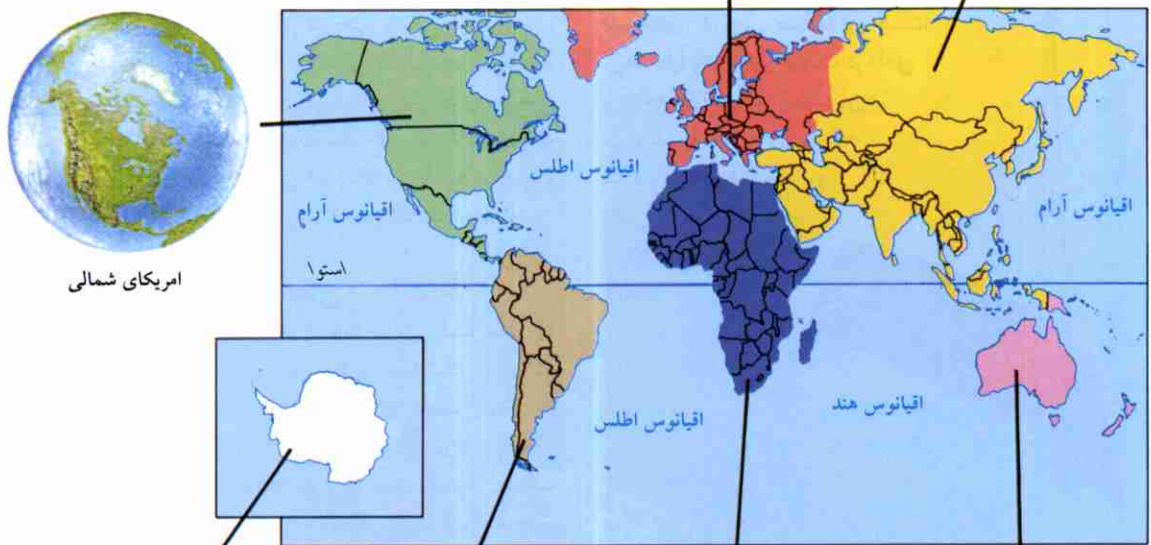 اقیانوس اطلس
اقیانوس آرام
اقیانوس آرام
استوا
امریکای شمالی
اقیانوس هند
اقیانوس اطلس